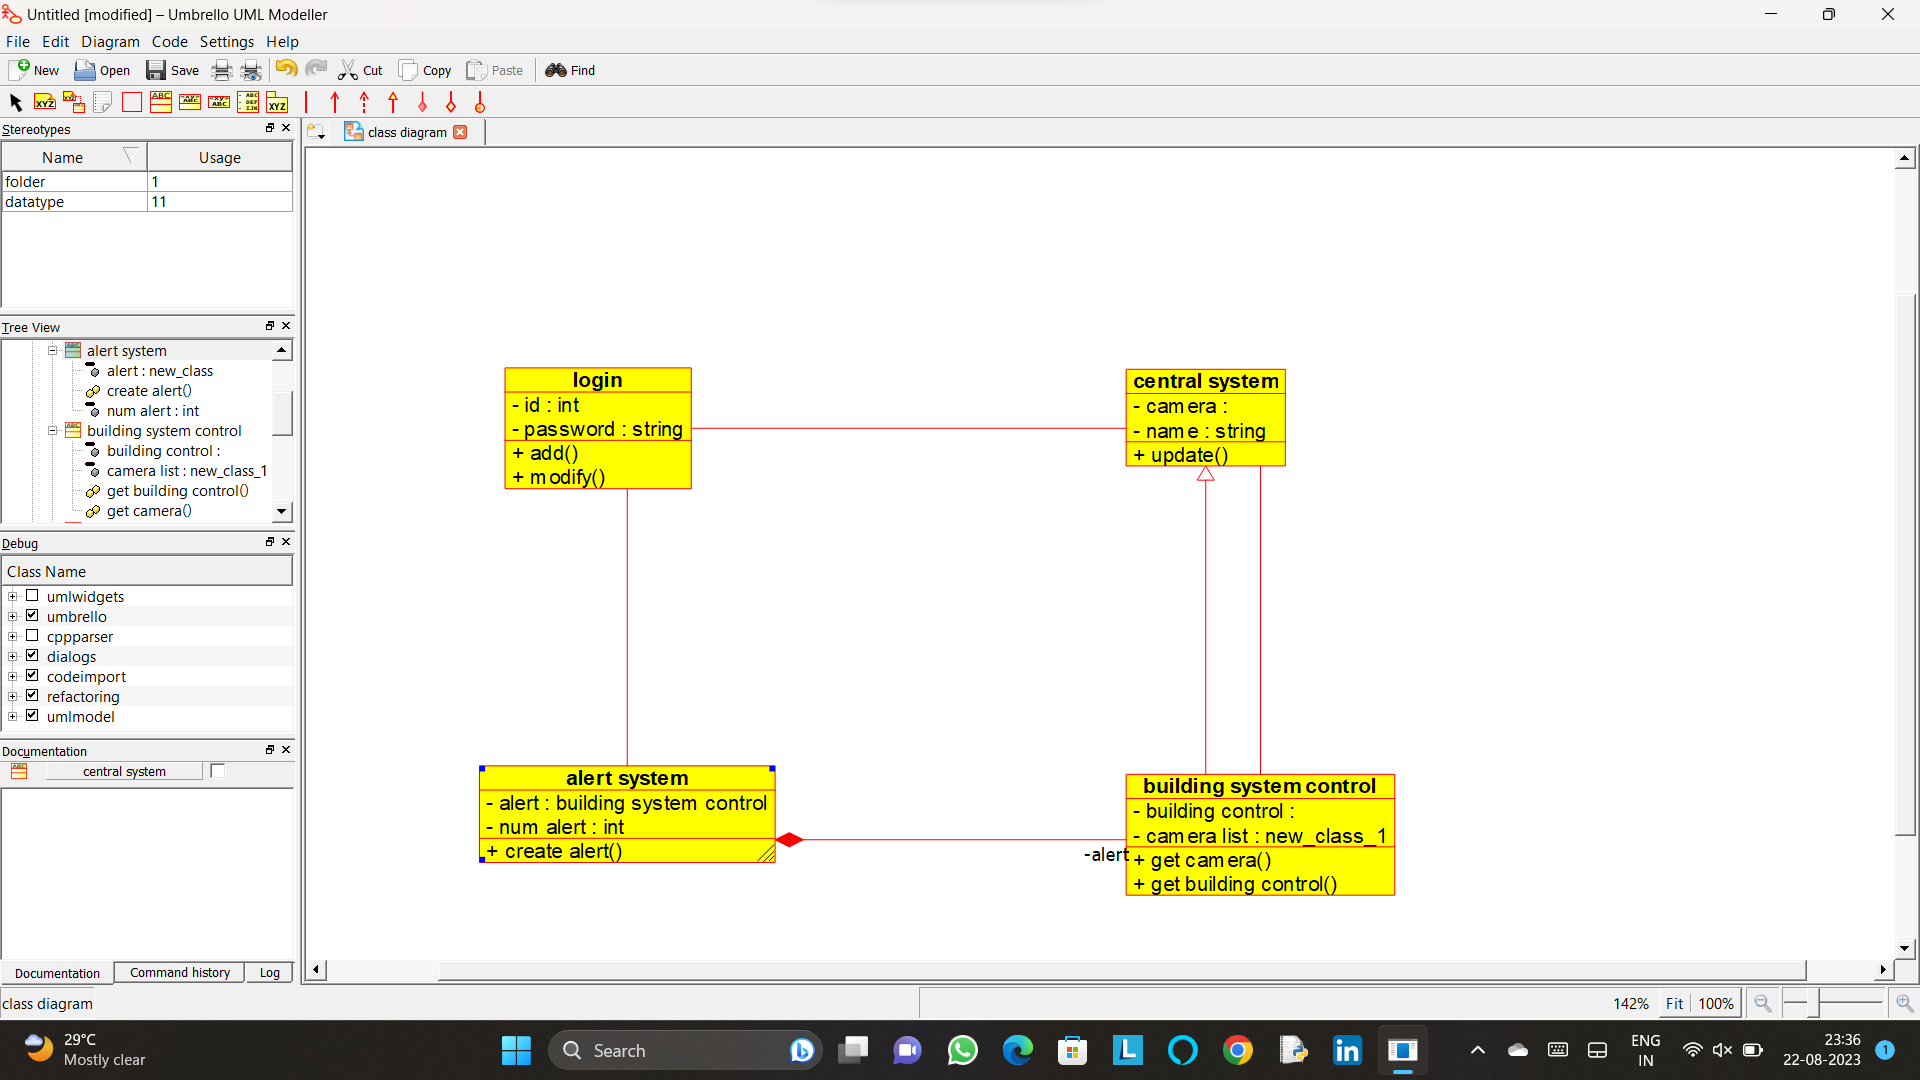 Untitled [modified] – Umbrello UML Modeller
File Edit Diagram Code Settings Help
New Open Save Cut Copy Paste Find
Stereotypes
Name Usage
folder 1
datatype 11
Tree View
alert system
alert : new_class
create alert()
num alert : int
building system control
building control :
camera list : new_class_1
get building control()
get camera()
Debug
Class Name
umlwidgets
umbrello
cppparser
dialogs
codeimport
refactoring
umlmodel
Documentation
central system
Documentation Command history Log
class diagram
class diagram
login
- id : int
- password : string
+ add()
+ modify()
central system
- camera :
- name : string
+ update()
alert system
- alert : building system control
- num alert : int
+ create alert()
-alert
building system control
- building control :
- camera list : new_class_1
+ get camera()
+ get building control()
142% Fit 100%
29°C
Mostly clear
Search
ENG
IN
23:36
22-08-2023
1